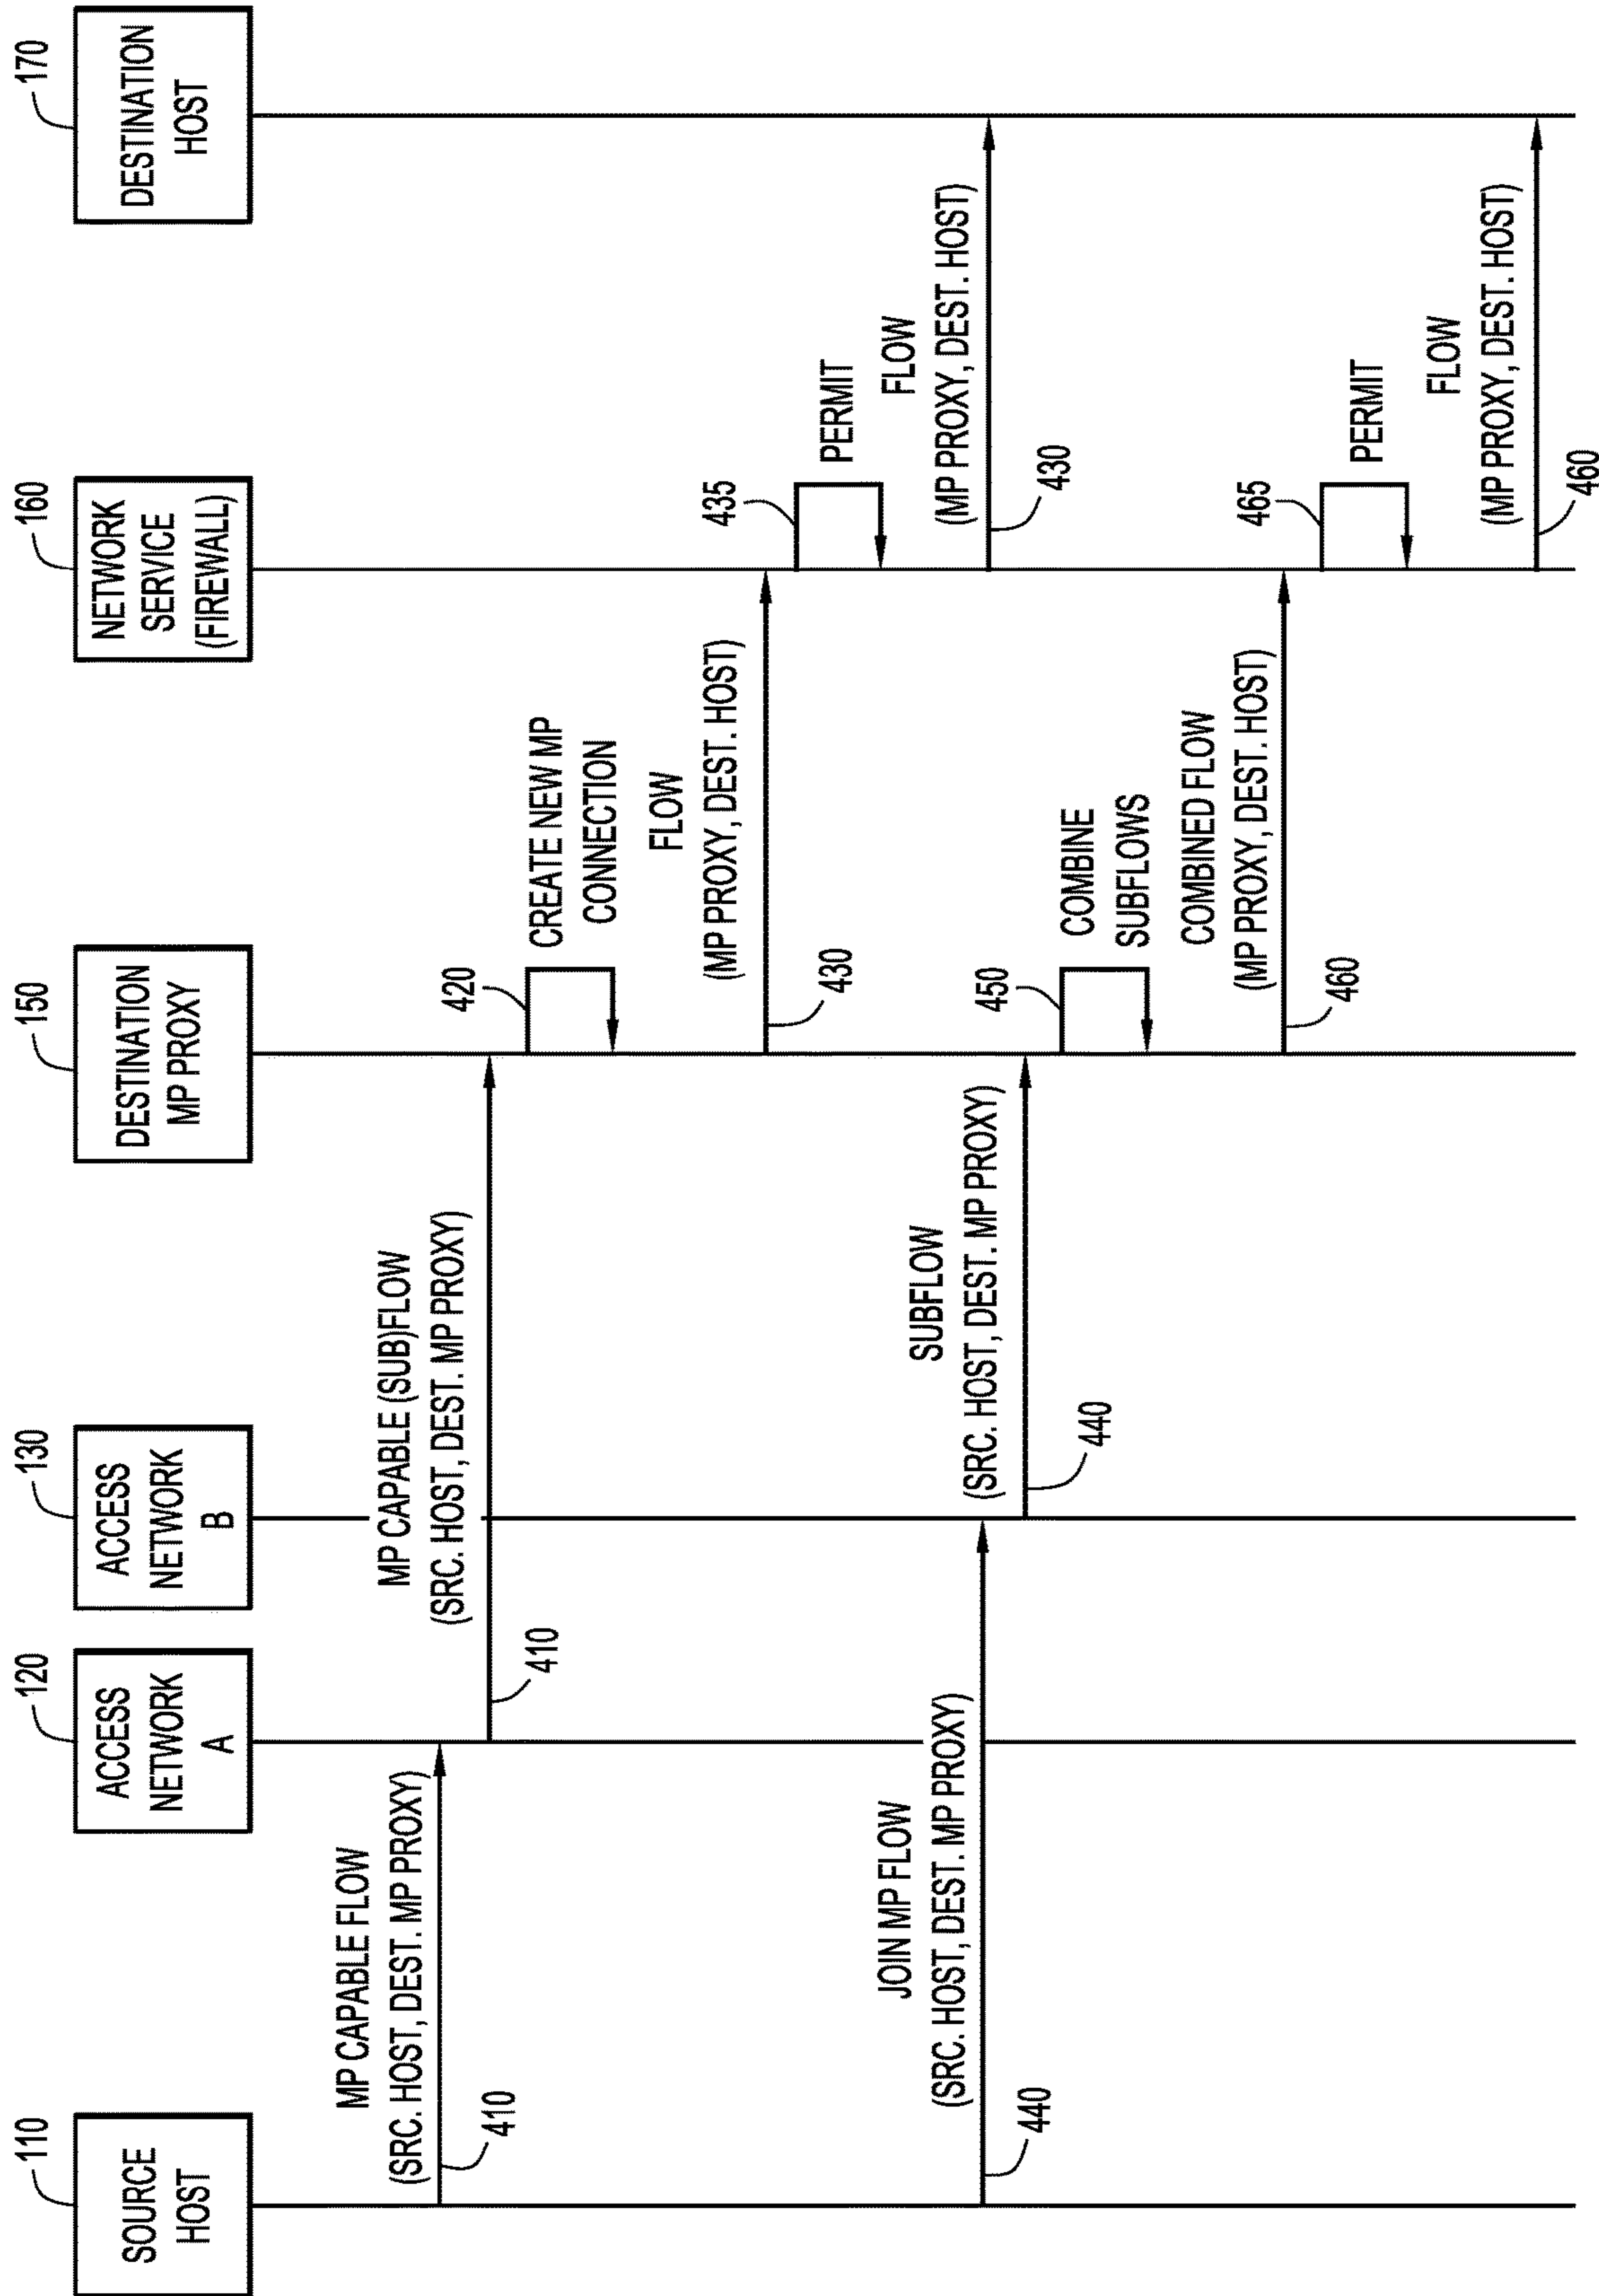 110
SOURCE
HOST
120
ACCESS
NETWORK
A
130
ACCESS
NETWORK
B
150
DESTINATION
MP PROXY
160
NETWORK
SERVICE
(FIREWALL)
170
DESTINATION
HOST
MP CAPABLE FLOW
(SRC. HOST, DEST. MP PROXY)
410
MP CAPABLE (SUB)FLOW
(SRC. HOST, DEST. MP PROXY)
410
420
CREATE NEW MP
CONNECTION
FLOW
(MP PROXY, DEST. HOST)
430
435
PERMIT
FLOW
(MP PROXY, DEST. HOST)
430
JOIN MP FLOW
(SRC. HOST, DEST. MP PROXY)
440
SUBFLOW
(SRC. HOST, DEST. MP PROXY)
440
450
COMBINE
SUBFLOWS
COMBINED FLOW
(MP PROXY, DEST. HOST)
460
465
PERMIT
FLOW
(MP PROXY, DEST. HOST)
460